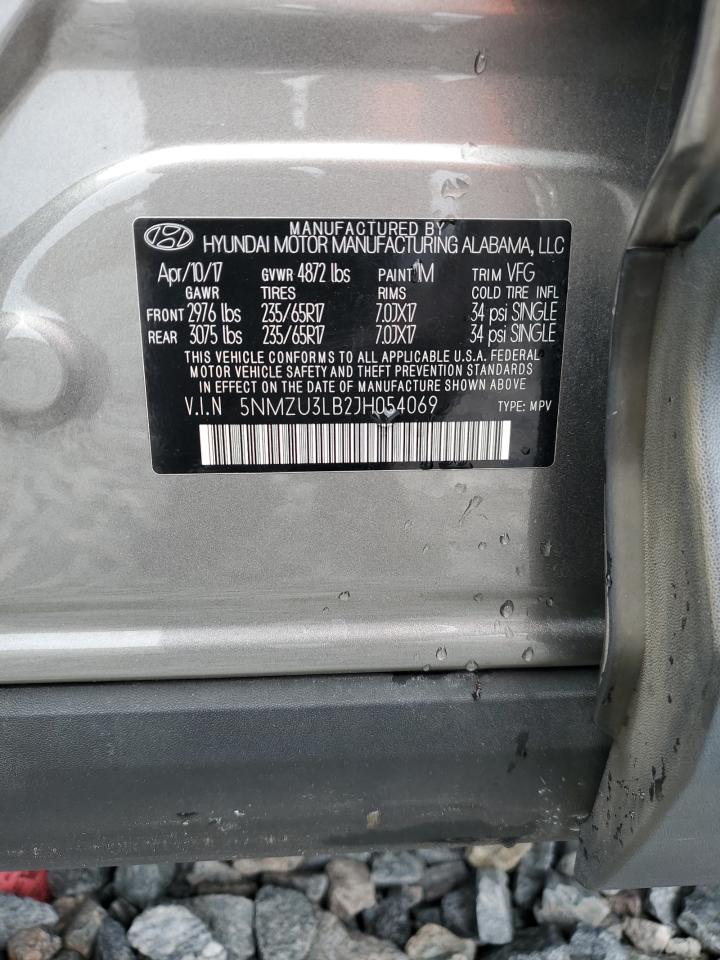 MANUFACTURED BY
HYUNDAI MOTOR MANUFACTURING ALABAMA, LLC
Apr/10/17 GVWR 4872 lbs PAINT 1M TRIM VFG
GAWR TIRES RIMS COLD TIRE INFL
FRONT 2976 lbs 235/65R17 7.0JX17 34 psi SINGLE
REAR 3075 lbs 235/65R17 7.0JX17 34 psi SINGLE
THIS VEHICLE CONFORMS TO ALL APPLICABLE U.S.A. FEDERAL
MOTOR VEHICLE SAFETY AND THEFT PREVENTION STANDARDS
IN EFFECT ON THE DATE OF MANUFACTURE SHOWN ABOVE
V.I.N 5NMZU3LB2JH054069 TYPE: MPV